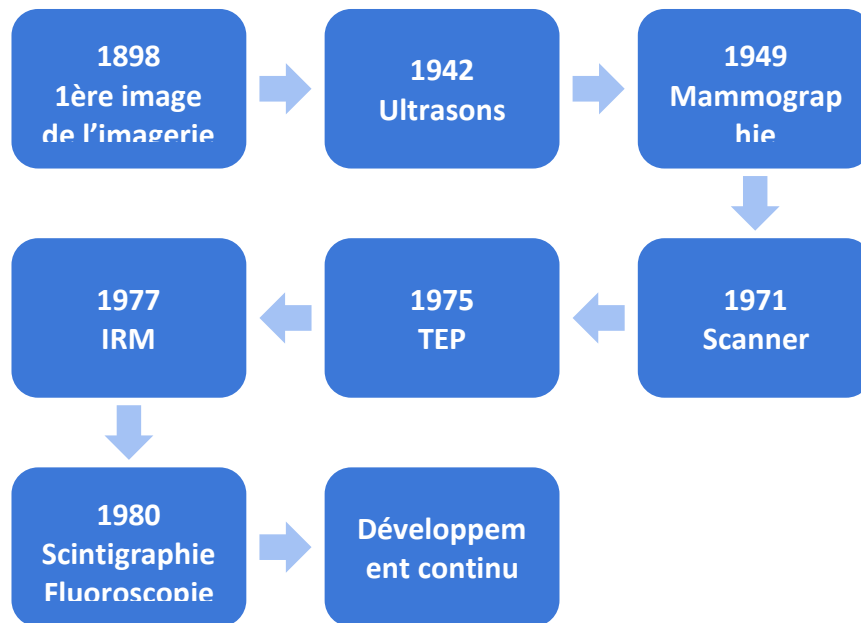 1898
1ère image
de l’imagerie
1942
Ultrasons
1949
Mammograp
hie
1971
Scanner
1975
TEP
1977
IRM
1980
Scintigraphie
Fluoroscopie
Développem
ent continu